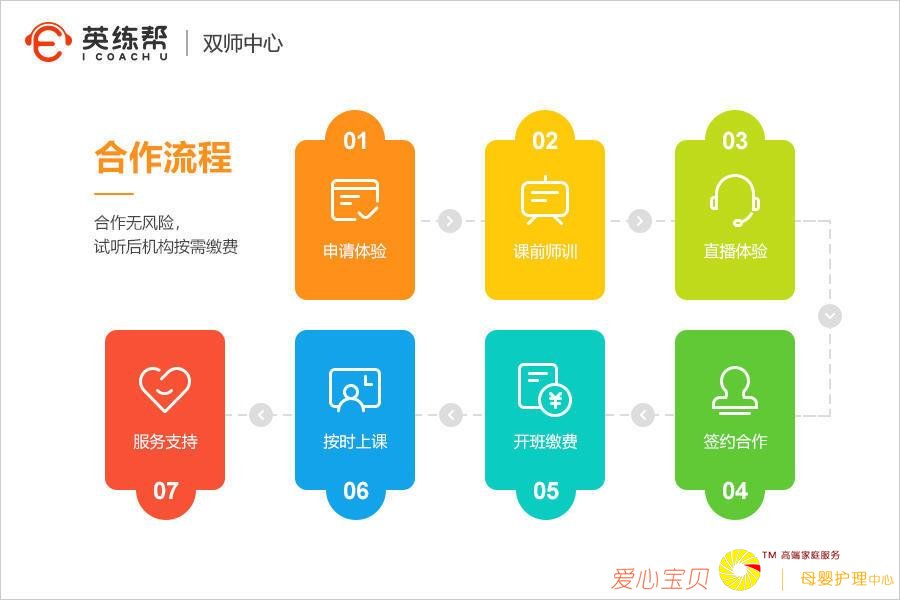 英练帮
I COACH U
双师中心
合作流程
合作无风险，
试听后机构按需缴费
01
申请体验
02
课前师训
03
直播体验
签约合作
04
¥
开班缴费
05
按时上课
06
服务支持
07
爱心宝贝
TM 高端家庭服务
母婴护理中心